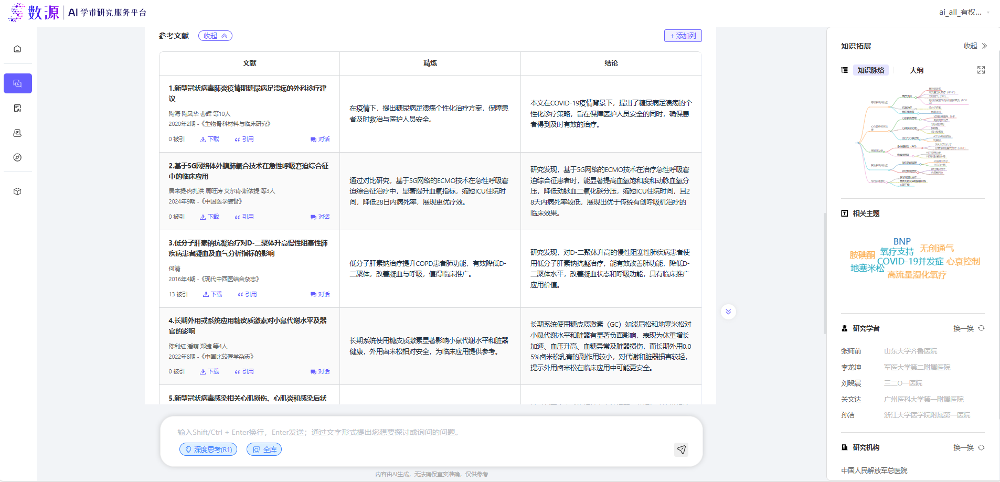 数源 AI 学术研究服务平台
ai_all_有权...
参考文献 收起
+ 添加列
文献 精炼 结论
1.新型冠状病毒肺炎疫情期糖尿病足溃疡的外科诊疗建
议
陶海 陶凤华 曹辉 等10人
2020年2期 -《生物骨科材料与临床研究》
0 被引 下载 引用 对话
在疫情下，提出糖尿病足溃疡个性化治疗方案，保障患
者及时救治与医护人员安全。
本文在COVID-19疫情背景下，提出了糖尿病足溃疡的个
性化诊疗策略，旨在保障医护人员安全的同时，确保患
者得到及时有效的治疗。
2.基于5G网络体外膜肺氧合技术在急性呼吸窘迫综合征
中的临床应用
居来提·肉扎洪 周旺涛 艾尔肯·斯依提 等3人
2024年9期 -《中国医学装备》
0 被引 下载 引用 对话
通过对比研究，基于5G网络的ECMO技术在急性呼吸窘
迫综合征治疗中，显著提升血氧指标，缩短ICU住院时
间，降低28日内病死率，展现更优疗效。
研究发现，基于5G网络的ECMO技术在治疗急性呼吸窘
迫综合征患者时，能显著提高血氧饱和度和动脉血氧分
压，降低动脉血二氧化碳分压，缩短ICU住院时间，且2
8天内病死率较低，展现出优于传统有创呼吸机治疗的
临床效果。
3.低分子肝素钠抗凝治疗对D-二聚体升高慢性阻塞性肺
疾病患者凝血及血气分析指标的影响
何清
2016年4期 -《现代中西医结合杂志》
13 被引 下载 引用 对话
低分子肝素钠治疗提升COPD患者肺功能，有效降低D-
二聚体，改善凝血与呼吸，值得临床推广。
研究发现，对D-二聚体升高的慢性阻塞性肺疾病患者使
用低分子肝素钠抗凝治疗，能有效改善肺功能，降低D-
二聚体水平，改善凝血状态和呼吸功能，具有临床推广
应用价值。
4.长期外用或系统应用糖皮质激素对小鼠代谢水平及器
官的影响
陈利红 潘萌 郑捷 等4人
2022年8期 -《中国比较医学杂志》
0 被引 下载 引用 对话
长期系统使用糖皮质激素显著影响小鼠代谢水平和脏器
健康，外用卤米松相对安全，为临床应用提供参考。
长期系统使用糖皮质激素（GC）如泼尼松和地塞米松对
小鼠代谢水平和脏器有显著负面影响，表现为体重增长
加速、血压升高、血糖异常及脏器损伤，而长期外用0.0
5%卤米松乳膏的副作用较小，对代谢和脏器损害较轻，
提示外用卤米松在临床应用中可能更安全。
5.新型冠状病毒感染相关心肌损伤、心肌炎和感染后状
输入Shift/Ctrl + Enter换行，Enter发送；通过文字形式提出您想要探讨或询问的问题。
深度思考(R1) 全库
内容由AI生成，无法确保真实准确，仅供参考
知识拓展 收起
知识脉络 大纲
相关主题
BNP
氧疗支持 无创通气
胺碘酮
COVID-19并发症 心衰控制
地塞米松
高流量湿化氧疗
研究学者 换一换
张师前 山东大学齐鲁医院
李龙坤 军医大学第二附属医院
刘晓晨 三二〇一医院
关文达 广州医科大学第一附属医院
孙洁 浙江大学医学院附属第一医院
研究机构 换一换
中国人民解放军总医院